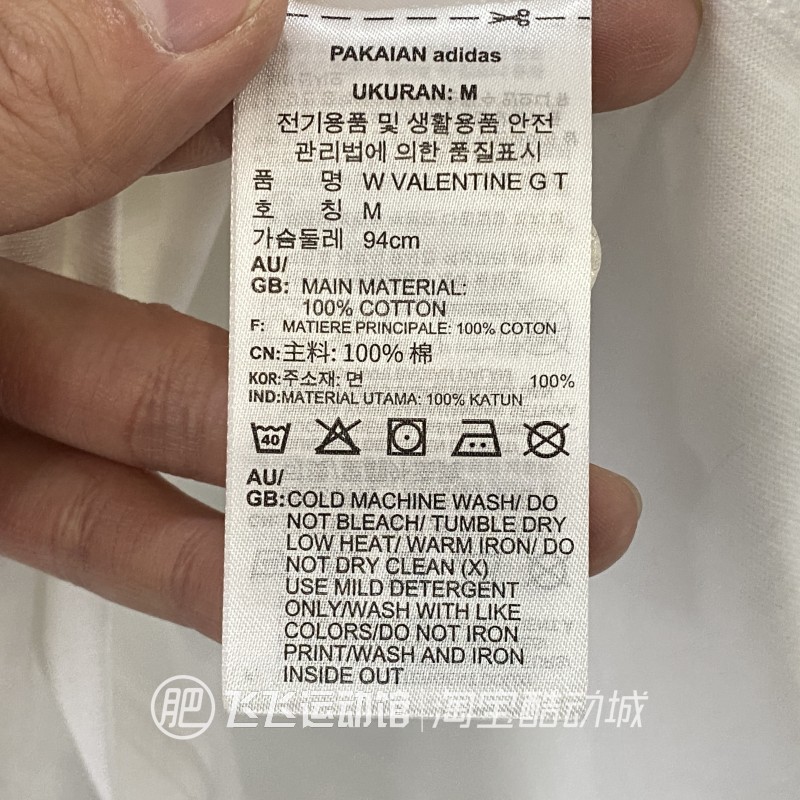 PAKAIAN adidas
UKURAN: M
전기용품 및 생활용품 안전
관리법에 의한 품질표시
품 명 W VALENTINE G T
호 칭 M
가슴둘레 94cm
AU/
GB: MAIN MATERIAL:
100% COTTON
F: MATIERE PRINCIPALE: 100% COTON
CN:主料: 100% 棉
KOR:주소재: 면 100%
IND:MATERIAL UTAMA: 100% KATUN
40
AU/
GB:COLD MACHINE WASH/ DO
NOT BLEACH/ TUMBLE DRY
LOW HEAT/ WARM IRON/ DO
NOT DRY CLEAN (X)
USE MILD DETERGENT
ONLY/WASH WITH LIKE
COLORS/DO NOT IRON
PRINT/WASH AND IRON
INSIDE OUT
肥 飞飞运动馆 淘宝酷动城